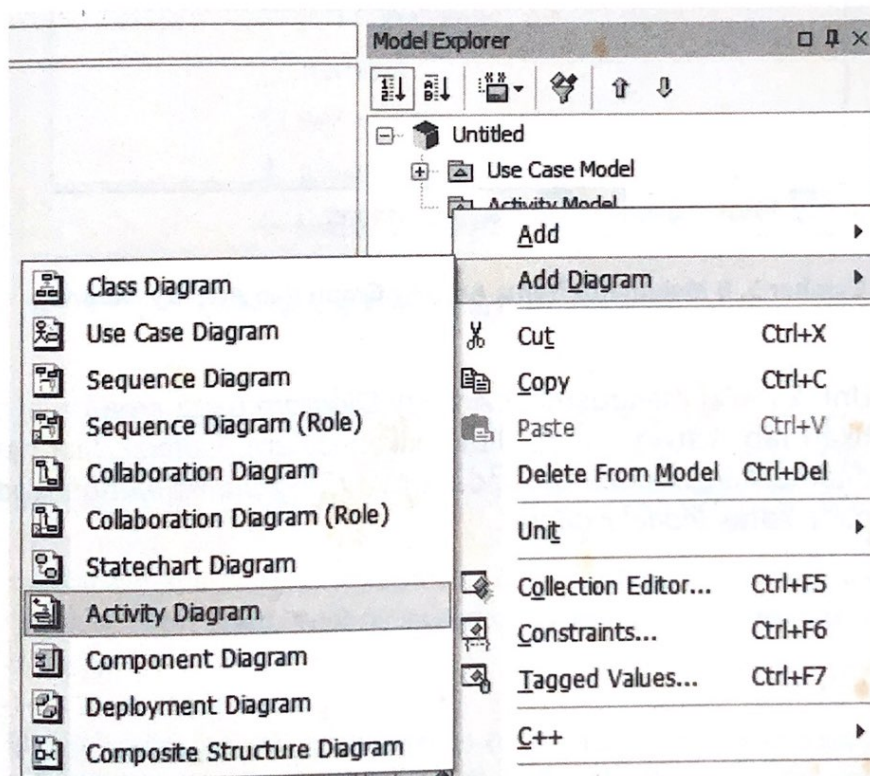 Model Explorer
Untitled
Use Case Model
Activity Model
Add
Add Diagram
Cut Ctrl+X
Copy Ctrl+C
Paste Ctrl+V
Delete From Model Ctrl+Del
Unit
Collection Editor... Ctrl+F5
Constraints... Ctrl+F6
Tagged Values... Ctrl+F7
C++
Class Diagram
Use Case Diagram
Sequence Diagram
Sequence Diagram (Role)
Collaboration Diagram
Collaboration Diagram (Role)
Statechart Diagram
Activity Diagram
Component Diagram
Deployment Diagram
Composite Structure Diagram